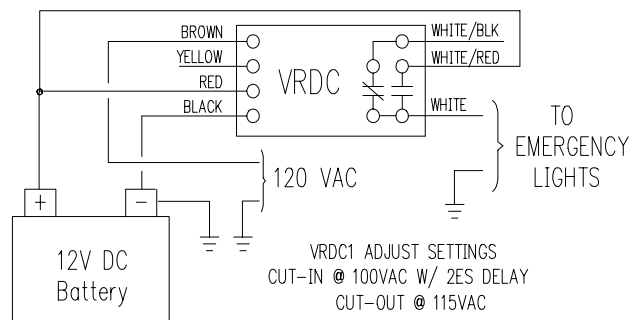 BROWN
WHITE/BLK
YELLOW
WHITE/RED
RED
VRDC
BLACK
WHITE
TO
EMERGENCY
LIGHTS
120 VAC
+
-
12V DC
Battery
VRDC1 ADJUST SETTINGS
CUT-IN @ 100VAC W/ 2ES DELAY
CUT-OUT @ 115VAC